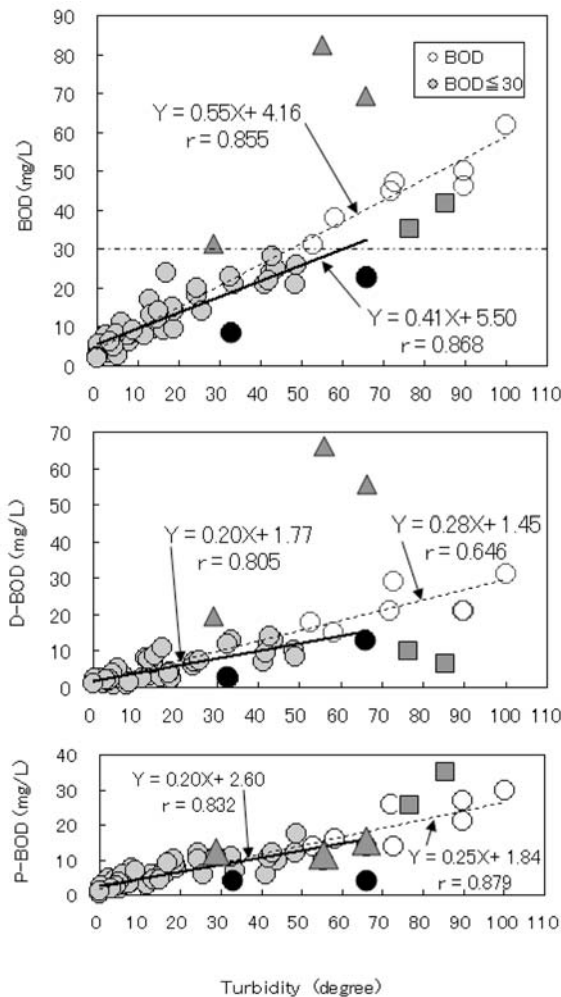 90
80
70
60
50
40
30
20
10
0
BOD (mg/L)
BOD
BOD≦30
Y = 0.55X+ 4.16
r = 0.855
Y = 0.41X+ 5.50
r = 0.868
0 10 20 30 40 50 60 70 80 90 100 110
70
60
50
40
30
20
10
0
D-BOD (mg/L)
Y = 0.20X+ 1.77
r = 0.805
Y = 0.28X+ 1.45
r = 0.646
0 10 20 30 40 50 60 70 80 90 100 110
40
30
20
10
0
P-BOD (mg/L)
Y = 0.20X+ 2.60
r = 0.832
Y = 0.25X+ 1.84
r = 0.879
0 10 20 30 40 50 60 70 80 90 100 110
Turbidity (degree)